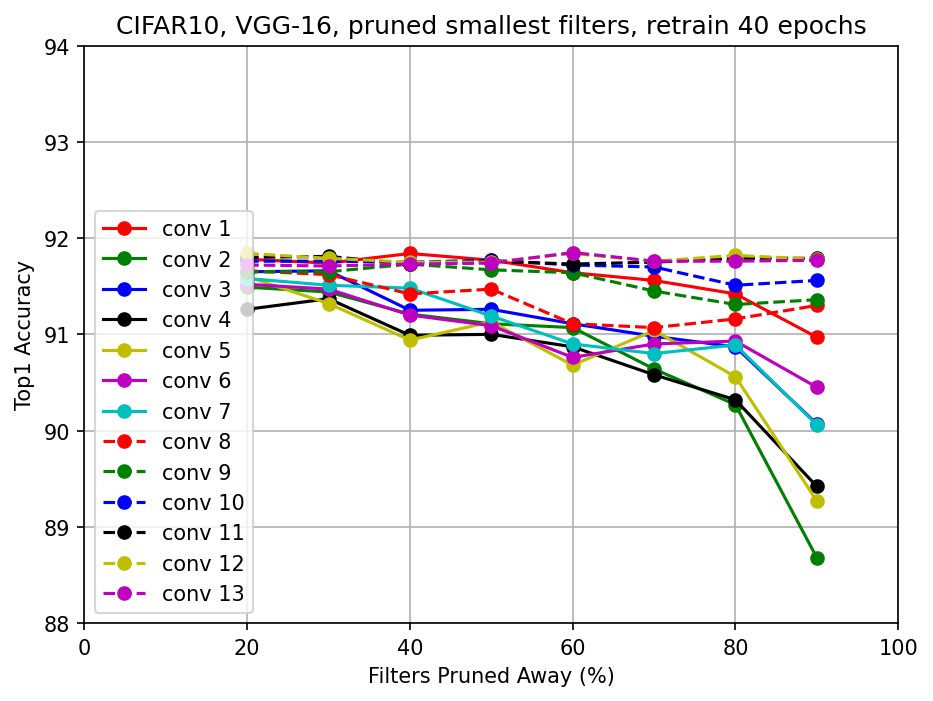 CIFAR10, VGG-16, pruned smallest filters, retrain 40 epochs
94
93
92
91
90
89
88
Top1 Accuracy
conv 1
conv 2
conv 3
conv 4
conv 5
conv 6
conv 7
conv 8
conv 9
conv 10
conv 11
conv 12
conv 13
0 20 40 60 80 100
Filters Pruned Away (%)